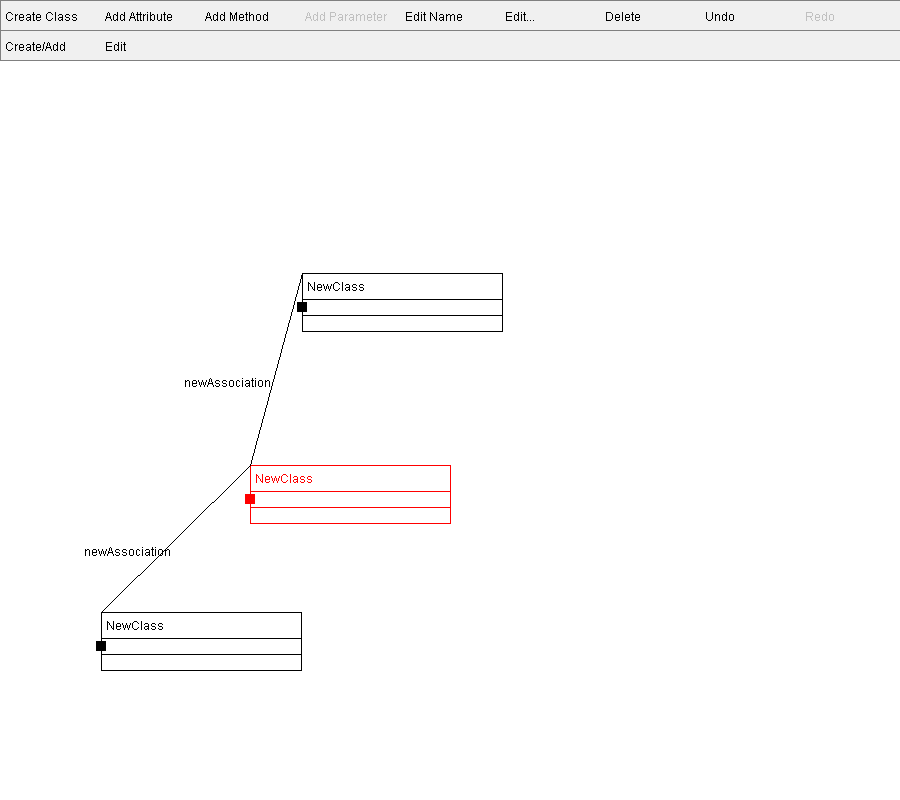 Create Class Add Attribute Add Method Add Parameter Edit Name Edit... Delete Undo Redo
Create/Add Edit
NewClass
newAssociation
NewClass
newAssociation
NewClass